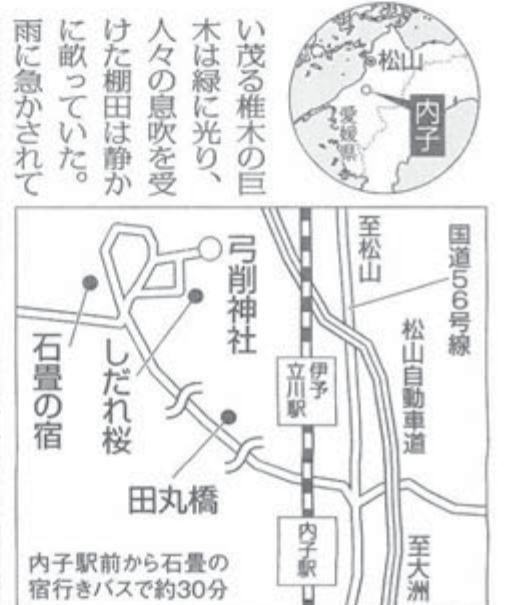 い茂る椎木の巨
木は緑に光り、
人々の息吹を受
けた棚田は静か
に畝っていた。
雨に急かされて
松山
内子
愛媛県
国道56号線
至松山
松山自動車道
弓削神社
伊予
立川駅
しだれ桜
石畳の宿
田丸橋
内子駅
至大洲
内子駅前から石畳の
宿行きバスで約30分